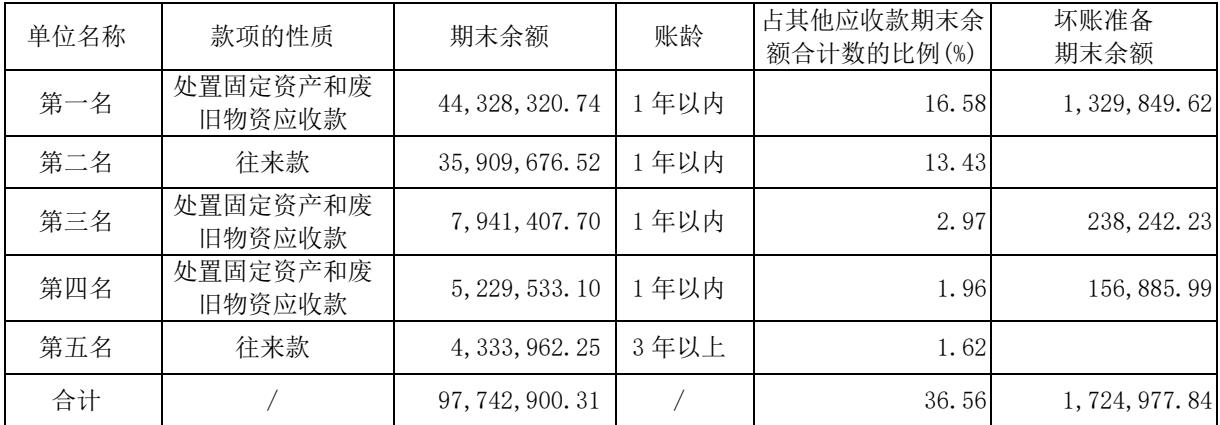 单位名称 款项的性质 期末余额 账龄 占其他应收款期末余额合计数的比例(%) 坏账准备期末余额
第一名 处置固定资产和废旧物资应收款 44,328,320.74 1年以内 16.58 1,329,849.62
第二名 往来款 35,909,676.52 1年以内 13.43
第三名 处置固定资产和废旧物资应收款 7,941,407.70 1年以内 2.97 238,242.23
第四名 处置固定资产和废旧物资应收款 5,229,533.10 1年以内 1.96 156,885.99
第五名 往来款 4,333,962.25 3年以上 1.62
合计 / 97,742,900.31 / 36.56 1,724,977.84